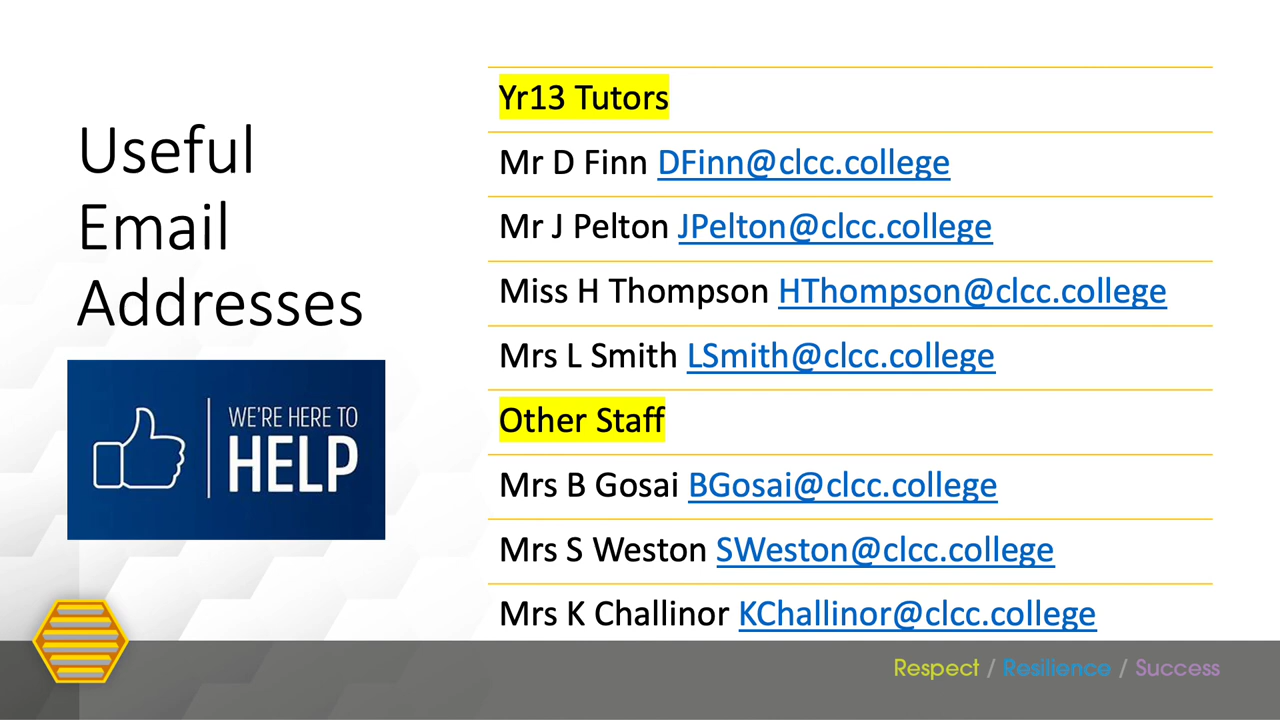 Useful
Email
Addresses
WE'RE HERE TO
HELP
Yr13 Tutors
Mr D Finn DFinn@clcc.college
Mr J Pelton JPelton@clcc.college
Miss H Thompson HThompson@clcc.college
Mrs L Smith LSmith@clcc.college
Other Staff
Mrs B Gosai BGosai@clcc.college
Mrs S Weston SWeston@clcc.college
Mrs K Challinor KChallinor@clcc.college
Respect / Resilience / Success